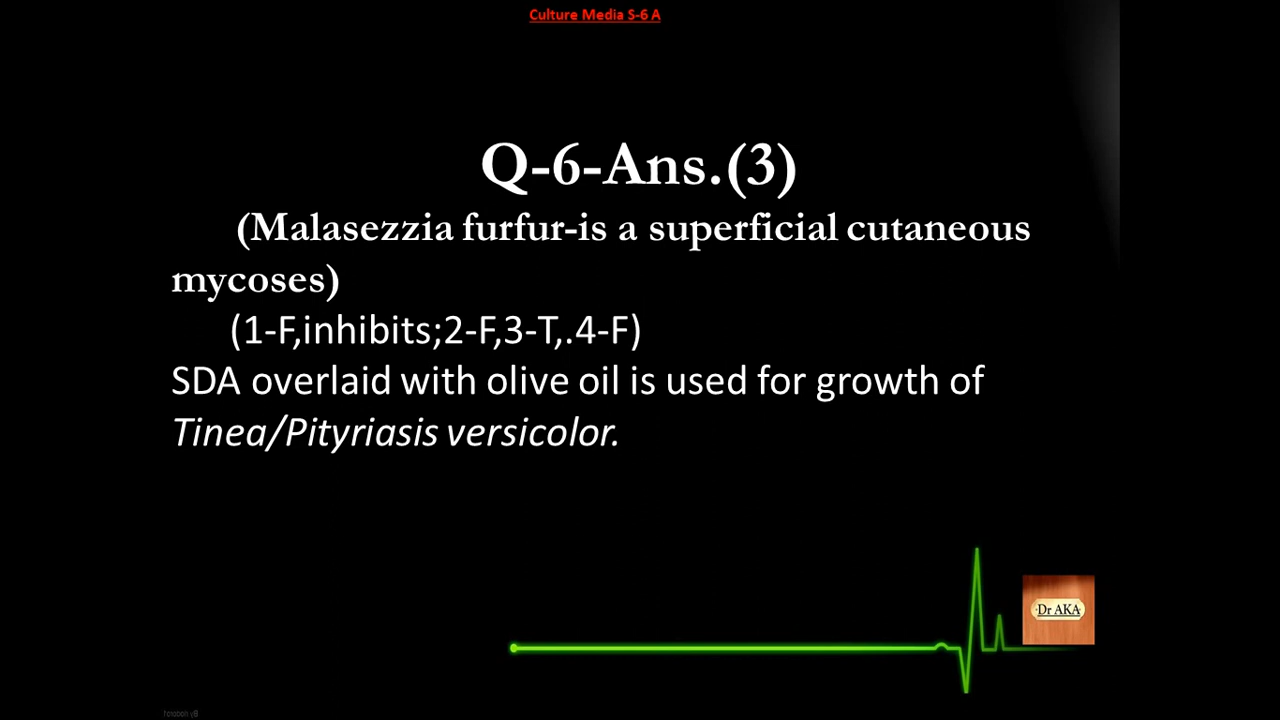 Culture Media S-6 A
Q-6-Ans.(3)
(Malasezzia furfur-is a superficial cutaneous
mycoses)
(1-F,inhibits;2-F,3-T,.4-F)
SDA overlaid with olive oil is used for growth of
Tinea/Pityriasis versicolor.
Dr AKA